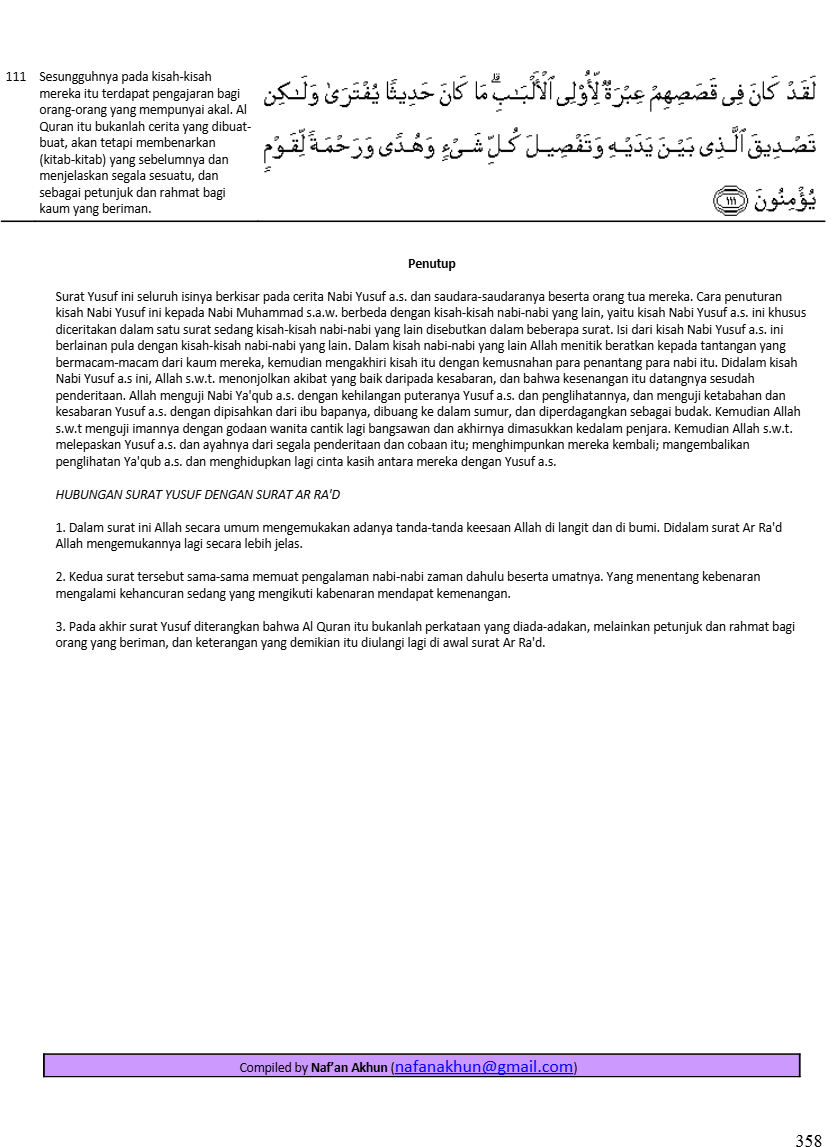 111 Sesungguhnya pada kisah-kisah
mereka itu terdapat pengajaran bagi
orang-orang yang mempunyai akal. Al
Quran itu bukanlah cerita yang dibuat-
buat, akan tetapi membenarkan
(kitab-kitab) yang sebelumnya dan
menjelaskan segala sesuatu, dan
sebagai petunjuk dan rahmat bagi
kaum yang beriman.
لَقَدْ كَانَ فِى قَصَصِهِمْ عِبْرَةٌ لِّأُو۟لِى ٱلْأَلْبَـٰبِ ۗ مَا كَانَ حَدِيثًا يُفْتَرَىٰ وَلَـٰكِن
تَصْدِيقَ ٱلَّذِى بَيْنَ يَدَيْهِ وَتَفْصِيلَ كُلِّ شَىْءٍ وَهُدًى وَرَحْمَةً لِّقَوْمٍ
يُؤْمِنُونَ ١١١
Penutup
Surat Yusuf ini seluruh isinya berkisar pada cerita Nabi Yusuf a.s. dan saudara-saudaranya beserta orang tua mereka. Cara penuturan
kisah Nabi Yusuf ini kepada Nabi Muhammad s.a.w. berbeda dengan kisah-kisah nabi-nabi yang lain, yaitu kisah Nabi Yusuf a.s. ini khusus
diceritakan dalam satu surat sedang kisah-kisah nabi-nabi yang lain disebutkan dalam beberapa surat. Isi dari kisah Nabi Yusuf a.s. ini
berlainan pula dengan kisah-kisah nabi-nabi yang lain. Dalam kisah nabi-nabi yang lain Allah menitik beratkan kepada tantangan yang
bermacam-macam dari kaum mereka, kemudian mengakhiri kisah itu dengan kemusnahan para penantang para nabi itu. Didalam kisah
Nabi Yusuf a.s ini, Allah s.w.t. menonjolkan akibat yang baik daripada kesabaran, dan bahwa kesenangan itu datangnya sesudah
penderitaan. Allah menguji Nabi Ya'qub a.s. dengan kehilangan puteranya Yusuf a.s. dan penglihatannya, dan menguji ketabahan dan
kesabaran Yusuf a.s. dengan dipisahkan dari ibu bapanya, dibuang ke dalam sumur, dan diperdagangkan sebagai budak. Kemudian Allah
s.w.t menguji imannya dengan godaan wanita cantik lagi bangsawan dan akhirnya dimasukkan kedalam penjara. Kemudian Allah s.w.t.
melepaskan Yusuf a.s. dan ayahnya dari segala penderitaan dan cobaan itu; menghimpunkan mereka kembali; mangembalikan
penglihatan Ya'qub a.s. dan menghidupkan lagi cinta kasih antara mereka dengan Yusuf a.s.
HUBUNGAN SURAT YUSUF DENGAN SURAT AR RA'D
1. Dalam surat ini Allah secara umum mengemukakan adanya tanda-tanda keesaan Allah di langit dan di bumi. Didalam surat Ar Ra'd
Allah mengemukannya lagi secara lebih jelas.
2. Kedua surat tersebut sama-sama memuat pengalaman nabi-nabi zaman dahulu beserta umatnya. Yang menentang kebenaran
mengalami kehancuran sedang yang mengikuti kabenaran mendapat kemenangan.
3. Pada akhir surat Yusuf diterangkan bahwa Al Quran itu bukanlah perkataan yang diada-adakan, melainkan petunjuk dan rahmat bagi
orang yang beriman, dan keterangan yang demikian itu diulangi lagi di awal surat Ar Ra'd.
Compiled by Naf’an Akhun (nafanakhun@gmail.com)
358